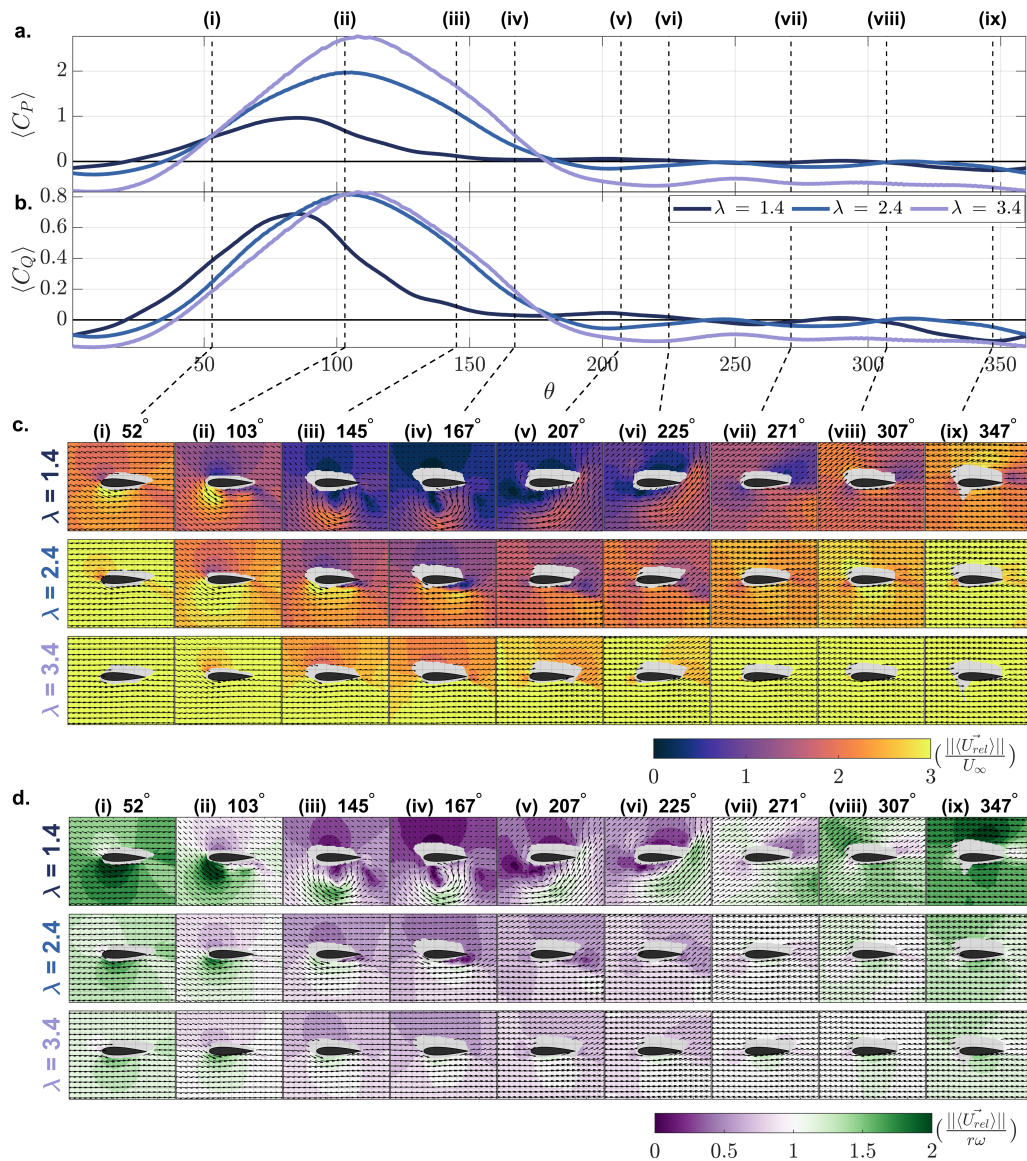 (i) (ii) (iii) (iv) (v) (vi) (vii) (viii) (ix)
a.
2
1
0
⟨C_P⟩
b.
0.8
0.6
0.4
0.2
0
⟨C_Q⟩
λ = 1.4 λ = 2.4 λ = 3.4
50 100 150 200 250 300 350
θ
c.
(i) 52° (ii) 103° (iii) 145° (iv) 167° (v) 207° (vi) 225° (vii) 271° (viii) 307° (ix) 347°
λ = 1.4
λ = 2.4
λ = 3.4
0 1 2 3
(||⟨U⃗_rel⟩|| / U_∞)
d.
(i) 52° (ii) 103° (iii) 145° (iv) 167° (v) 207° (vi) 225° (vii) 271° (viii) 307° (ix) 347°
λ = 1.4
λ = 2.4
λ = 3.4
0 0.5 1 1.5 2
(||⟨U⃗_rel⟩|| / rω)